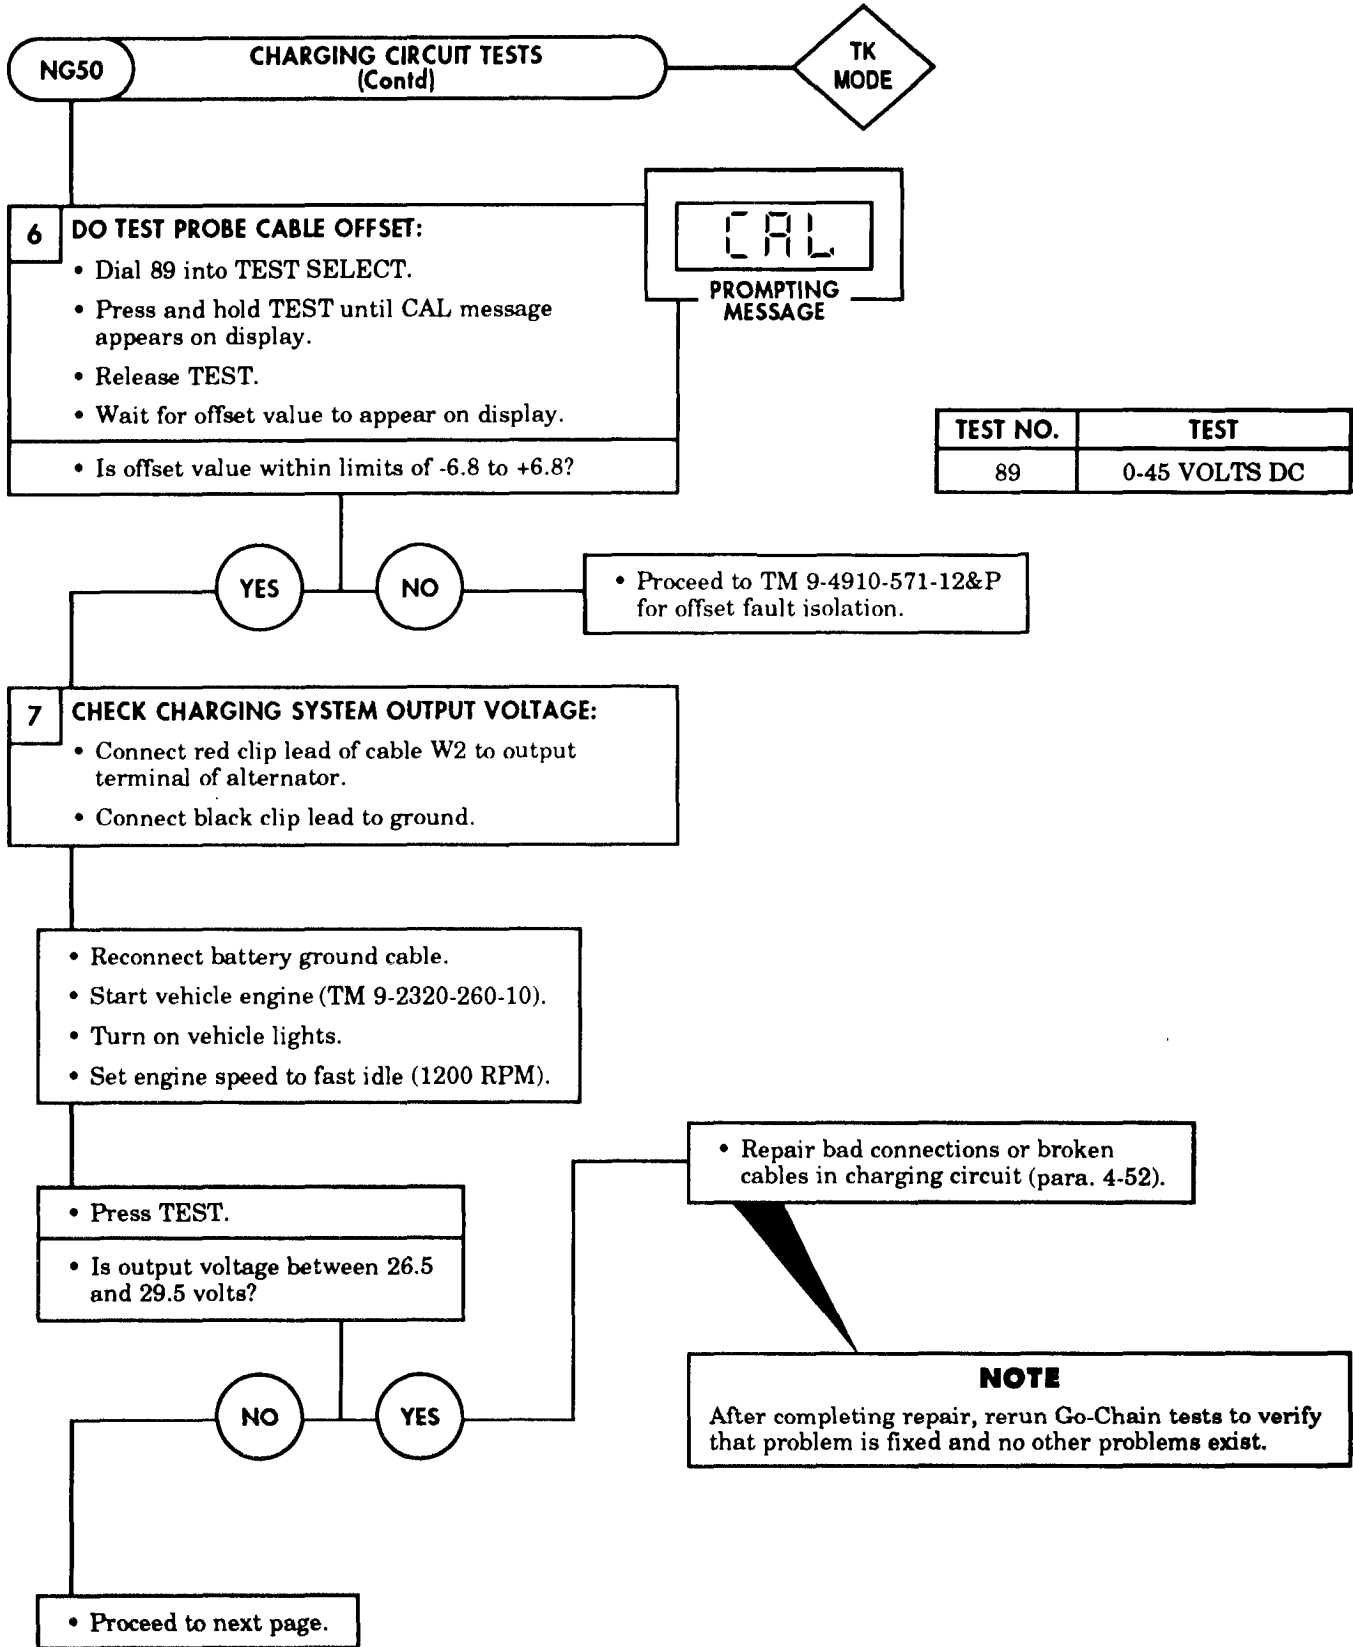 NG50
CHARGING CIRCUIT TESTS
(Contd)
TK
MODE
6
DO TEST PROBE CABLE OFFSET:
• Dial 89 into TEST SELECT.
• Press and hold TEST until CAL message
appears on display.
• Release TEST.
• Wait for offset value to appear on display.
• Is offset value within limits of -6.8 to +6.8?
CAL
PROMPTING
MESSAGE
TEST NO. TEST
89 0-45 VOLTS DC
YES
NO
• Proceed to TM 9-4910-571-12&P
for offset fault isolation.
7
CHECK CHARGING SYSTEM OUTPUT VOLTAGE:
• Connect red clip lead of cable W2 to output
terminal of alternator.
• Connect black clip lead to ground.
• Reconnect battery ground cable.
• Start vehicle engine (TM 9-2320-260-10).
• Turn on vehicle lights.
• Set engine speed to fast idle (1200 RPM).
• Press TEST.
• Is output voltage between 26.5
and 29.5 volts?
NO
YES
• Repair bad connections or broken
cables in charging circuit (para. 4-52).
NOTE
After completing repair, rerun Go-Chain tests to verify
that problem is fixed and no other problems exist.
• Proceed to next page.